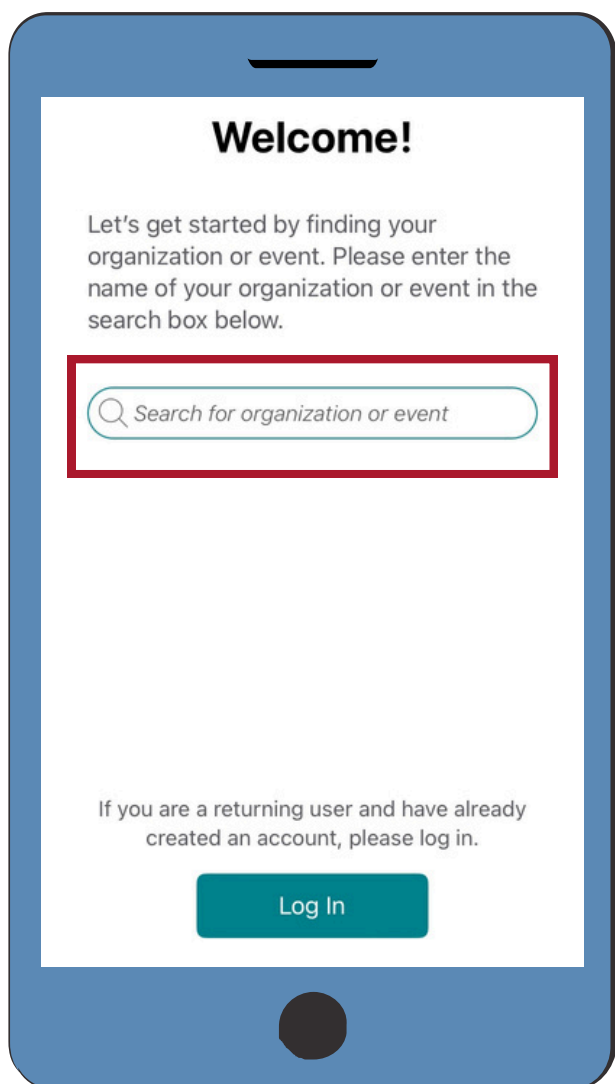 Welcome!
Let’s get started by finding your
organization or event. Please enter the
name of your organization or event in the
search box below.
Search for organization or event
If you are a returning user and have already
created an account, please log in.
Log In